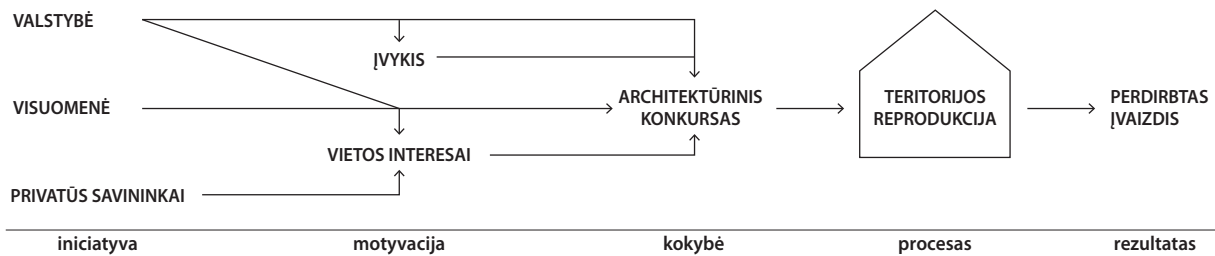 VALSTYBĖ
ĮVYKIS
VISUOMENĖ
ARCHITEKTŪRINIS
KONKURSAS
TERITORIJOS
REPRODUKCIJA
PERDIRBTAS
ĮVAIZDIS
VIETOS INTERESAI
PRIVATŪS SAVININKAI
iniciatyva motyvacija kokybė procesas rezultatas